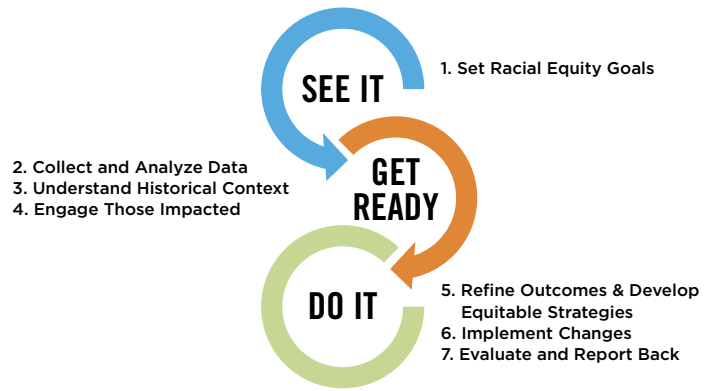 SEE IT
1. Set Racial Equity Goals
2. Collect and Analyze Data
3. Understand Historical Context
4. Engage Those Impacted
GET
READY
DO IT
5. Refine Outcomes & Develop
Equitable Strategies
6. Implement Changes
7. Evaluate and Report Back